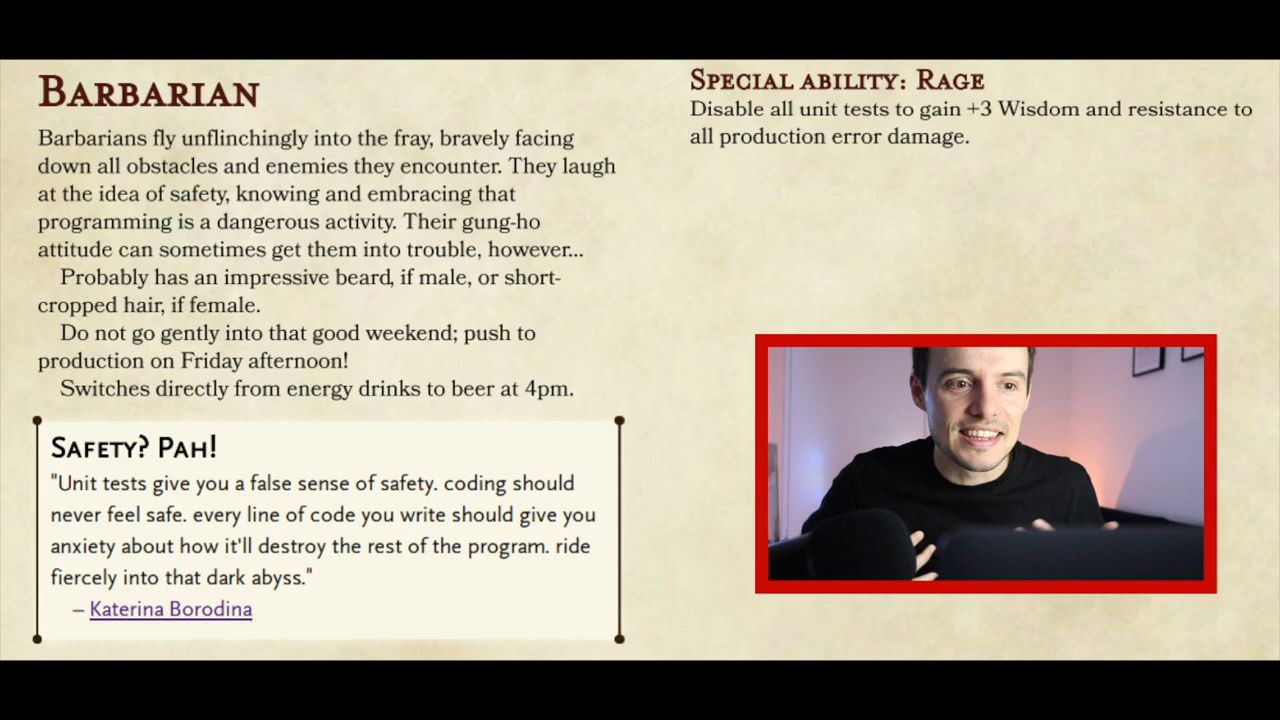 Barbarian
Barbarians fly unflinchingly into the fray, bravely facing
down all obstacles and enemies they encounter. They laugh
at the idea of safety, knowing and embracing that
programming is a dangerous activity. Their gung-ho
attitude can sometimes get them into trouble, however...
Probably has an impressive beard, if male, or short-
cropped hair, if female.
Do not go gently into that good weekend; push to
production on Friday afternoon!
Switches directly from energy drinks to beer at 4pm.
Safety? Pah!
"Unit tests give you a false sense of safety. coding should
never feel safe. every line of code you write should give you
anxiety about how it'll destroy the rest of the program. ride
fiercely into that dark abyss."
– Katerina Borodina
Special ability: Rage
Disable all unit tests to gain +3 Wisdom and resistance to
all production error damage.